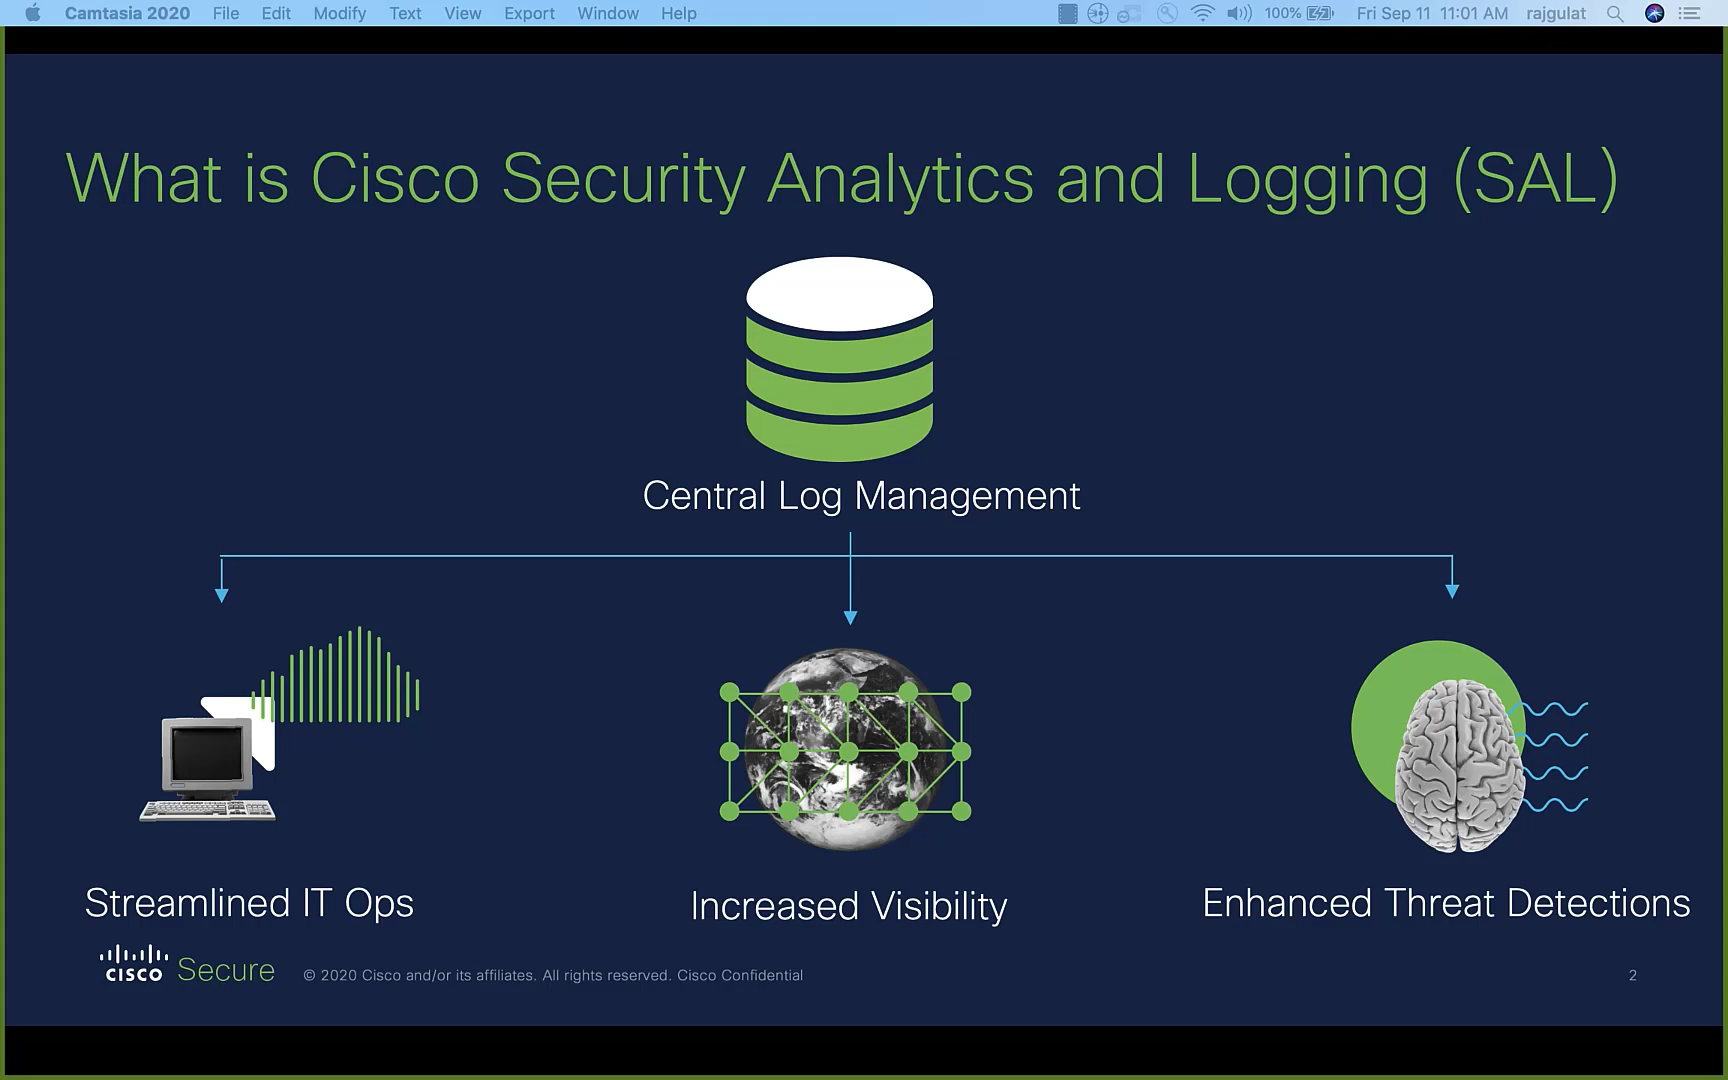 Camtasia 2020 File Edit Modify Text View Export Window Help 100% Fri Sep 11 11:01 AM rajgulat
What is Cisco Security Analytics and Logging (SAL)
Central Log Management
Streamlined IT Ops
Increased Visibility
Enhanced Threat Detections
CISCO Secure © 2020 Cisco and/or its affiliates. All rights reserved. Cisco Confidential 2